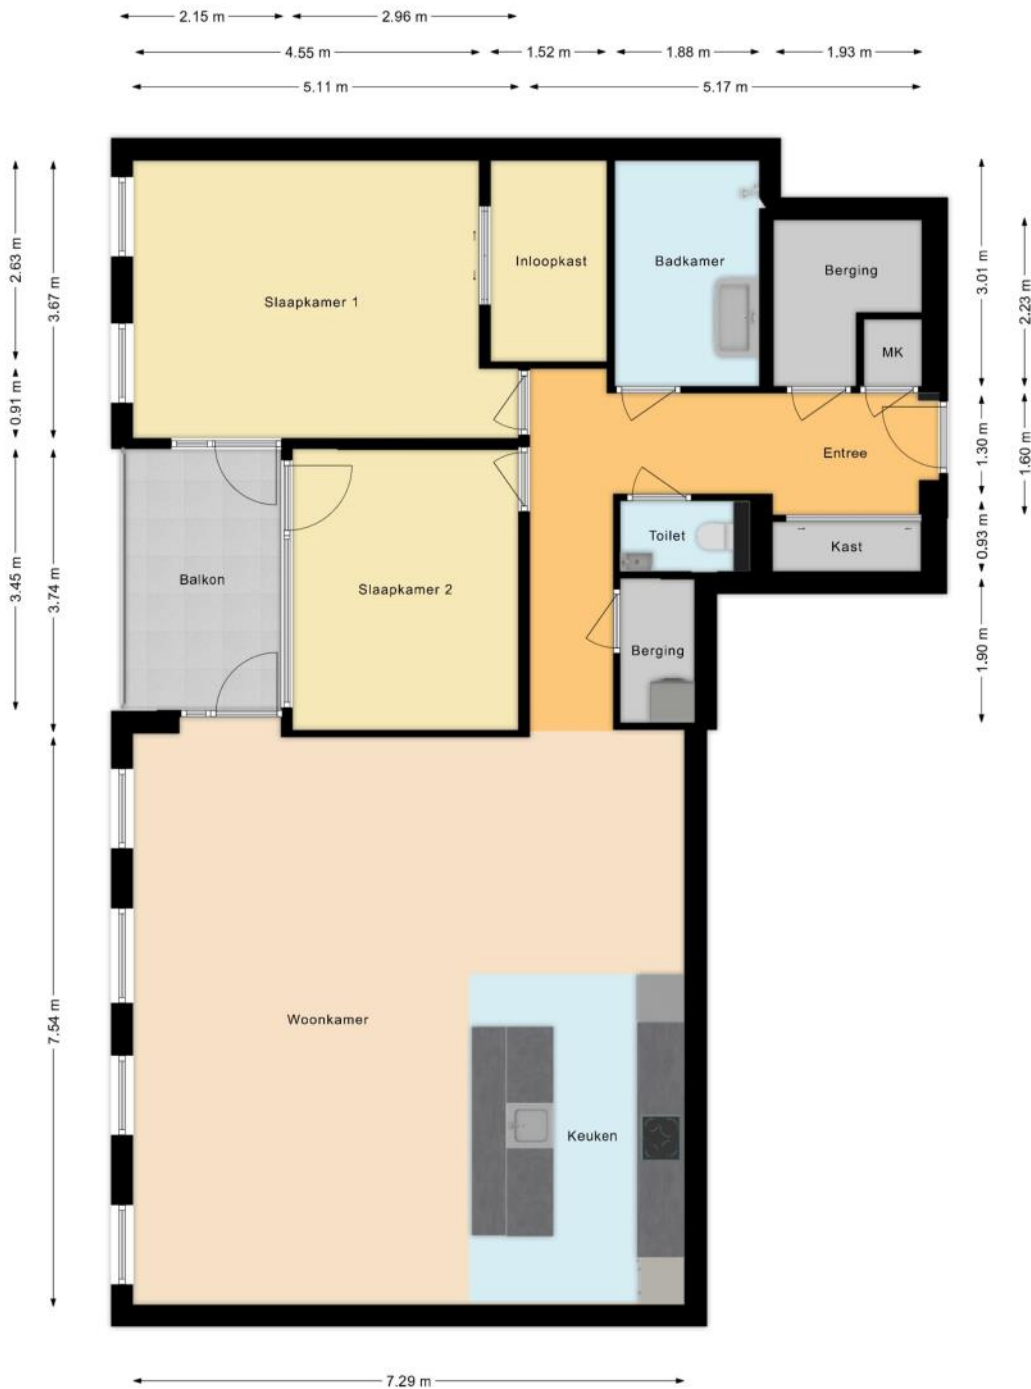 2.15 m
2.96 m
4.55 m
1.52 m
1.88 m
1.93 m
5.11 m
5.17 m
2.63 m
3.67 m
0.91 m
3.45 m
3.74 m
7.54 m
Slaapkamer 1
Inloopkast
Badkamer
Berging
MK
Entree
Toilet
Kast
Balkon
Slaapkamer 2
Berging
Woonkamer
Keuken
3.01 m
2.23 m
1.30 m
1.60 m
0.93 m
1.90 m
7.29 m